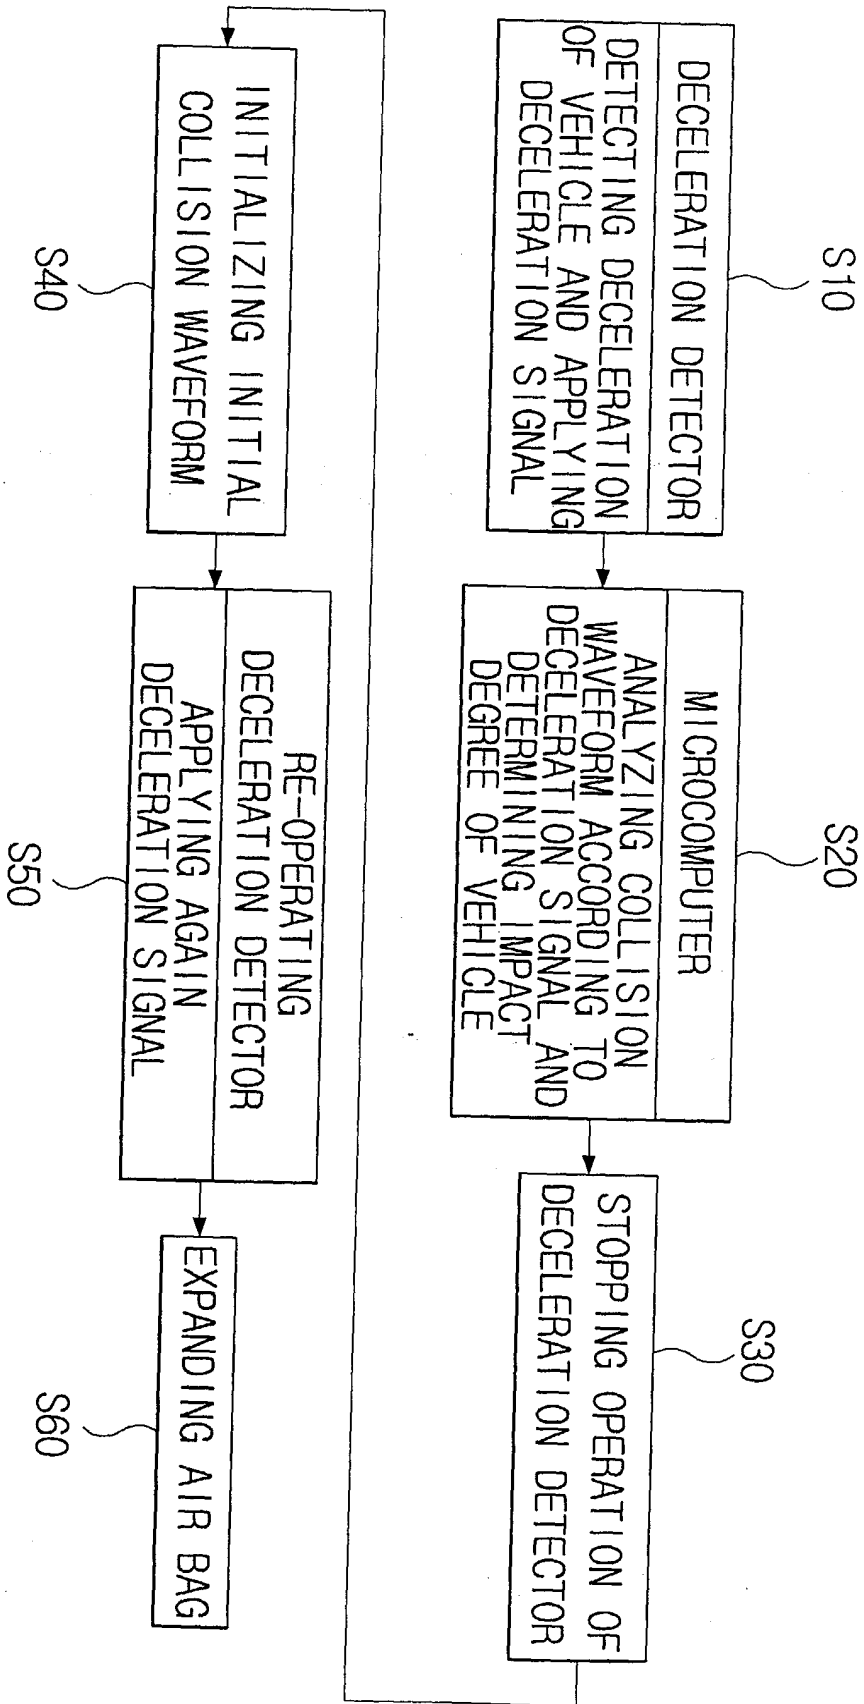 S10
DECELERATION DETECTOR
DETECTING DECELERATION
OF VEHICLE AND APPLYING
DECELERATION SIGNAL
S20
MICROCOMPUTER
ANALYZING COLLISION
WAVEFORM ACCORDING TO
DECELERATION SIGNAL AND
DETERMINING IMPACT
DEGREE OF VEHICLE
S30
STOPPING OPERATION OF
DECELERATION DETECTOR
INITIALIZING INITIAL
COLLISION WAVEFORM
S40
RE-OPERATING
DECELERATION DETECTOR
APPLYING AGAIN
DECELERATION SIGNAL
S50
EXPANDING AIR BAG
S60